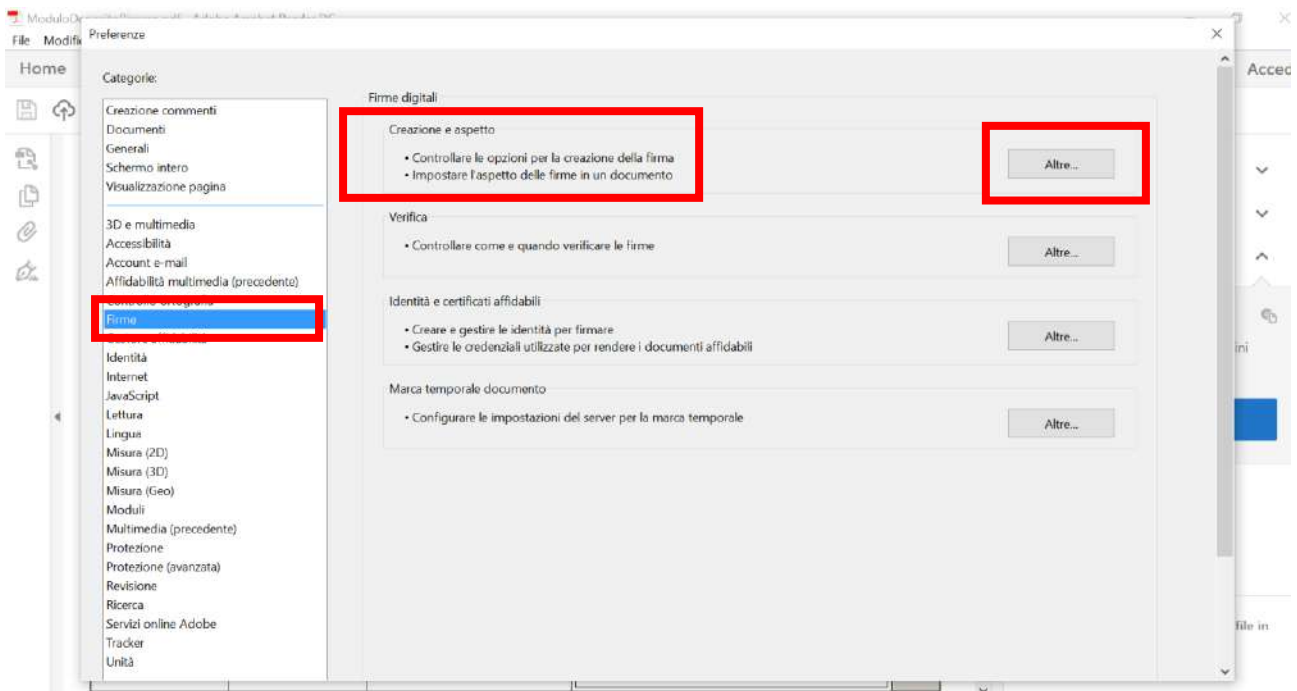 File Modifi
Preferenze
Home
Acced
Categorie:
Creazione commenti
Documenti
Generali
Schermo intero
Visualizzazione pagina
3D e multimedia
Accessibilità
Account e-mail
Affidabilità multimedia (precedente)
Firme
Identità
Internet
JavaScript
Lettura
Lingua
Misura (2D)
Misura (3D)
Misura (Geo)
Moduli
Multimedia (precedente)
Protezione
Protezione (avanzata)
Revisione
Ricerca
Servizi online Adobe
Tracker
Unità
Firme digitali
Creazione e aspetto
• Controllare le opzioni per la creazione della firma
• Impostare l'aspetto delle firme in un documento
Altre...
Verifica
• Controllare come e quando verificare le firme
Altre...
Identità e certificati affidabili
• Creare e gestire le identità per firmare
• Gestire le credenziali utilizzate per rendere i documenti affidabili
Altre...
Marca temporale documento
• Configurare le impostazioni del server per la marca temporale
Altre...
ini
file in